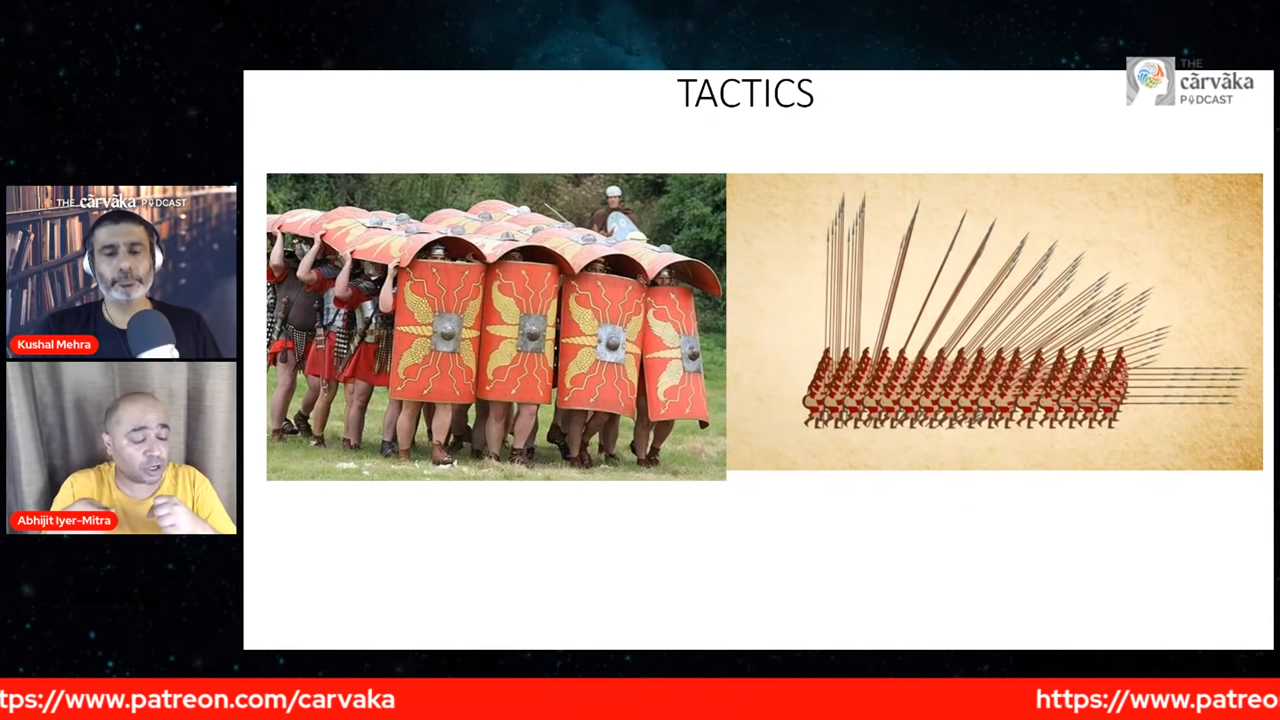 TACTICS
THE
cārvāka
PODCAST
THE cārvāka PODCAST
Kushal Mehra
Abhijit Iyer-Mitra
tps://www.patreon.com/carvaka
https://www.patreo